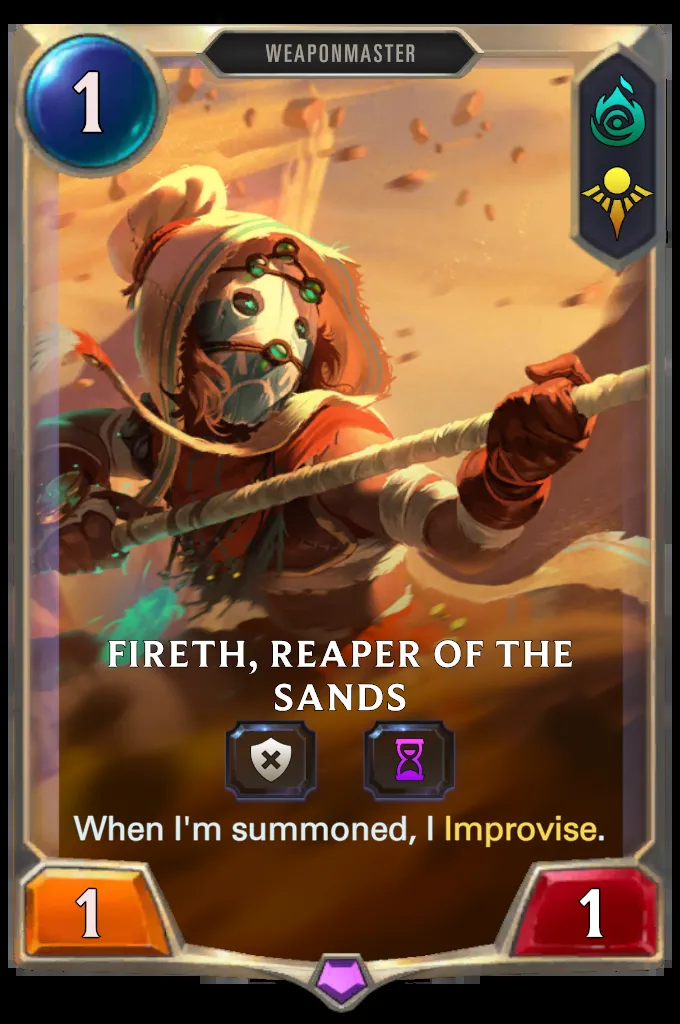 WEAPONMASTER
1
FIRETH, REAPER OF THE
SANDS
When I'm summoned, I Improvise.
1
1